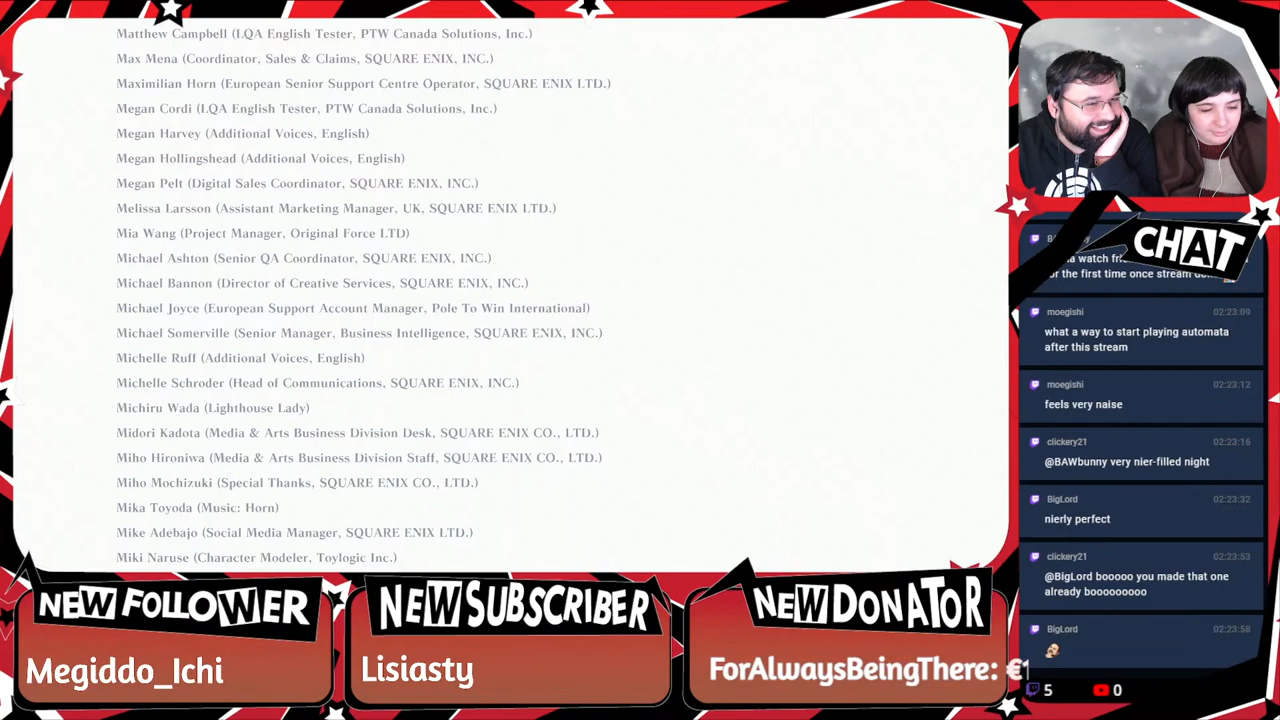 Matthew Campbell (LQA English Tester, PTW Canada Solutions, Inc.)
Max Mena (Coordinator, Sales & Claims, SQUARE ENIX, INC.)
Maximilian Horn (European Senior Support Centre Operator, SQUARE ENIX LTD.)
Megan Cordi (LQA English Tester, PTW Canada Solutions, Inc.)
Megan Harvey (Additional Voices, English)
Megan Hollingshead (Additional Voices, English)
Megan Pelt (Digital Sales Coordinator, SQUARE ENIX, INC.)
Melissa Larsson (Assistant Marketing Manager, UK, SQUARE ENIX LTD.)
Mia Wang (Project Manager, Original Force LTD)
Michael Ashton (Senior QA Coordinator, SQUARE ENIX, INC.)
Michael Bannon (Director of Creative Services, SQUARE ENIX, INC.)
Michael Joyce (European Support Account Manager, Pole To Win International)
Michael Somerville (Senior Manager, Business Intelligence, SQUARE ENIX, INC.)
Michelle Ruff (Additional Voices, English)
Michelle Schroder (Head of Communications, SQUARE ENIX, INC.)
Michiru Wada (Lighthouse Lady)
Midori Kadota (Media & Arts Business Division Desk, SQUARE ENIX CO., LTD.)
Miho Hironiwa (Media & Arts Business Division Staff, SQUARE ENIX CO., LTD.)
Miho Mochizuki (Special Thanks, SQUARE ENIX CO., LTD.)
Mika Toyoda (Music: Horn)
Mike Adebajo (Social Media Manager, SQUARE ENIX LTD.)
Miki Naruse (Character Modeler, Toylogic Inc.)
CHAT
watch
for the first time once stream
moegishi 02:23:09
what a way to start playing automata
after this stream
moegishi 02:23:12
feels very naise
clickery21 02:23:16
@BAWbunny very nier-filled night
BigLord 02:23:32
nierly perfect
clickery21 02:23:53
@BigLord booooo you made that one
already booooooooo
BigLord 02:23:58
5 0
NEW FOLLOWER
Megiddo_Ichi
NEW SUBSCRIBER
Lisiasty
NEW DONATOR
ForAlwaysBeingThere: €